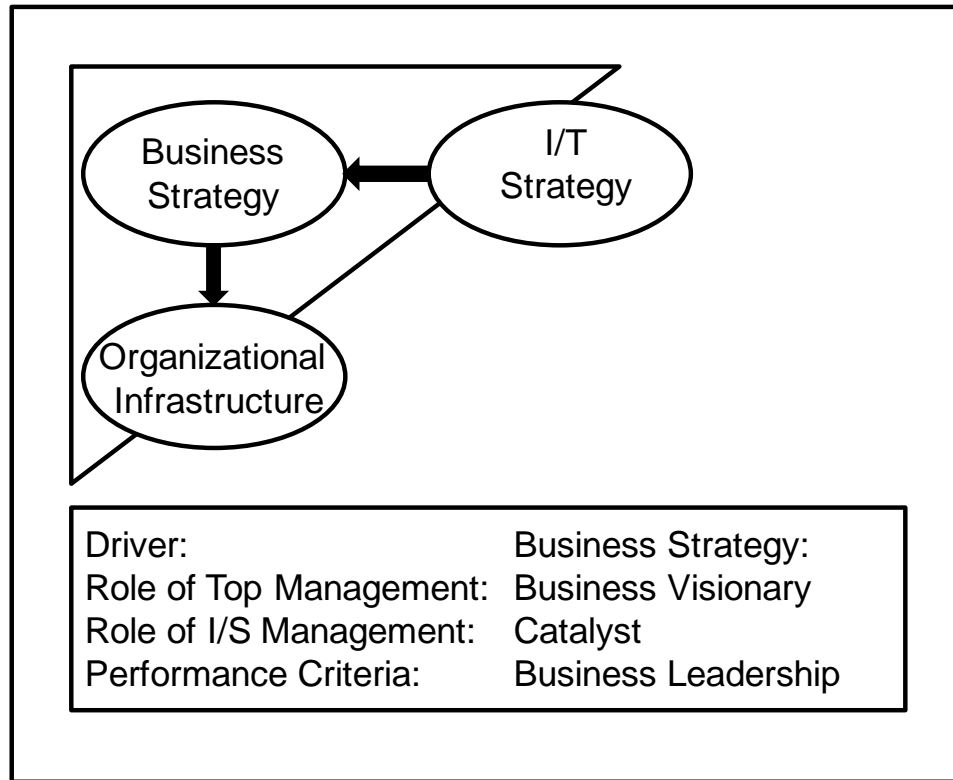 Business
Strategy
I/T
Strategy
Organizational
Infrastructure
Driver: Business Strategy:
Role of Top Management: Business Visionary
Role of I/S Management: Catalyst
Performance Criteria: Business Leadership